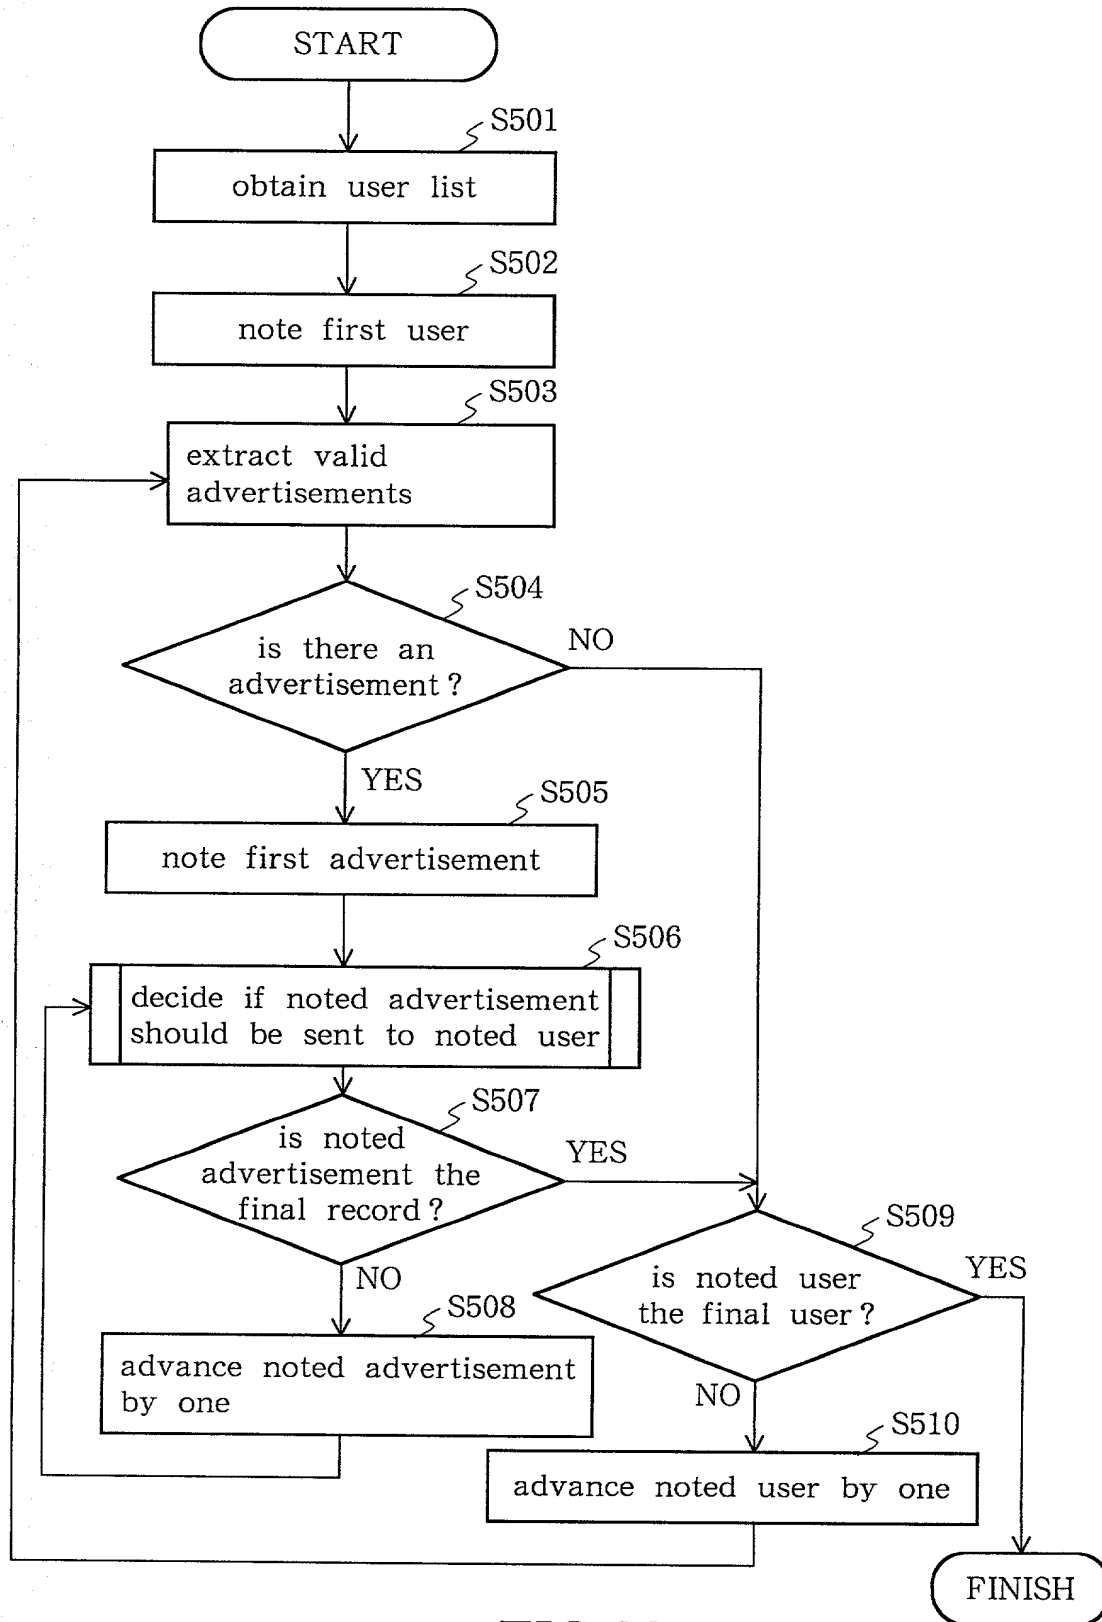 START
S501
obtain user list
S502
note first user
S503
extract valid
advertisements
S504
is there an
advertisement?
NO
YES
S505
note first advertisement
S506
decide if noted advertisement
should be sent to noted user
S507
is noted
advertisement the
final record?
YES
NO
S508
advance noted advertisement
by one
S509
is noted user
the final user?
YES
NO
S510
advance noted user by one
FINISH